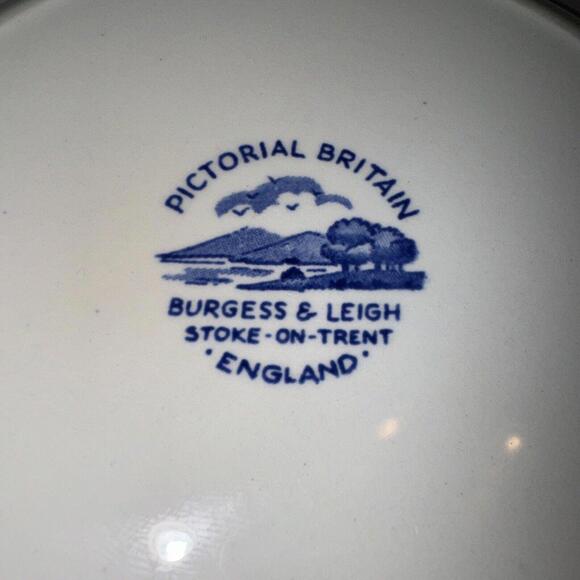 PICTORIAL BRITAIN
BURGESS & LEIGH
STOKE-ON-TRENT
·ENGLAND·